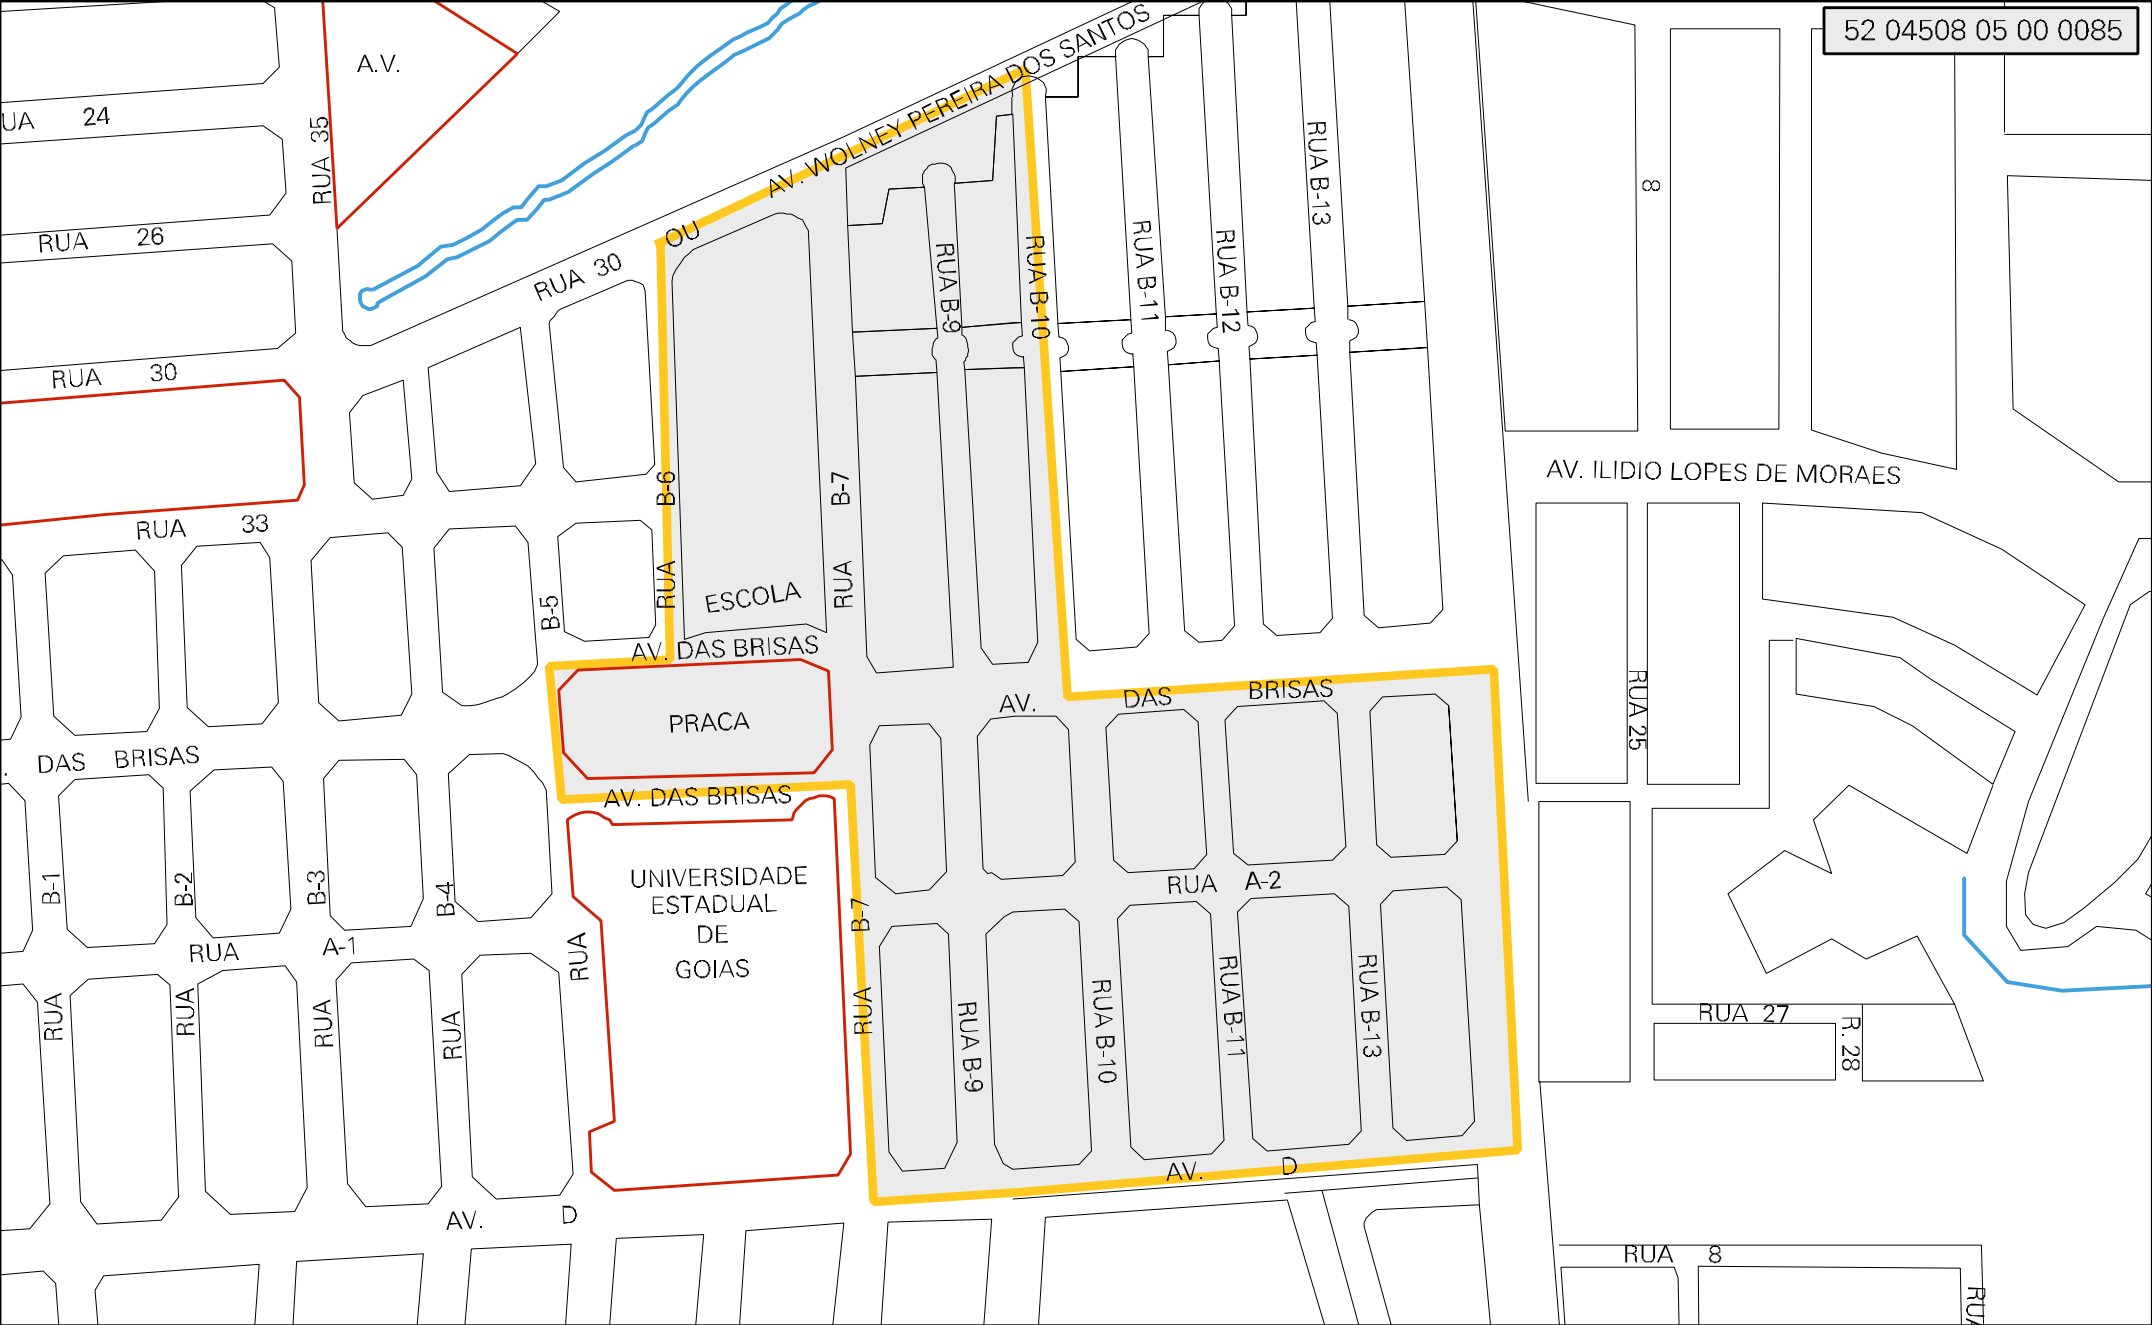 52 04508 05 00 0085
A.V.
UA 24
RUA 35
RUA 26
RUA 30
OU
AV. WOLNEY PEREIRA DOS SANTOS
RUA 30
RUA B-9
RUA B-10
RUA B-11
RUA B-12
RUA B-13
8
AV. ILIDIO LOPES DE MORAES
RUA 33
B-5
RUA B-6
RUA B-7
ESCOLA
AV. DAS BRISAS
PRACA
AV. DAS BRISAS
AV. DAS BRISAS
RUA 25
. DAS BRISAS
UNIVERSIDADE
ESTADUAL
DE
GOIAS
RUA B-1
RUA B-2
RUA B-3
RUA B-4
RUA
RUA A-1
RUA A-2
RUA B-7
RUA B-9
RUA B-10
RUA B-11
RUA B-13
RUA 27
R. 28
AV. D
AV. D
RUA 8
RUA